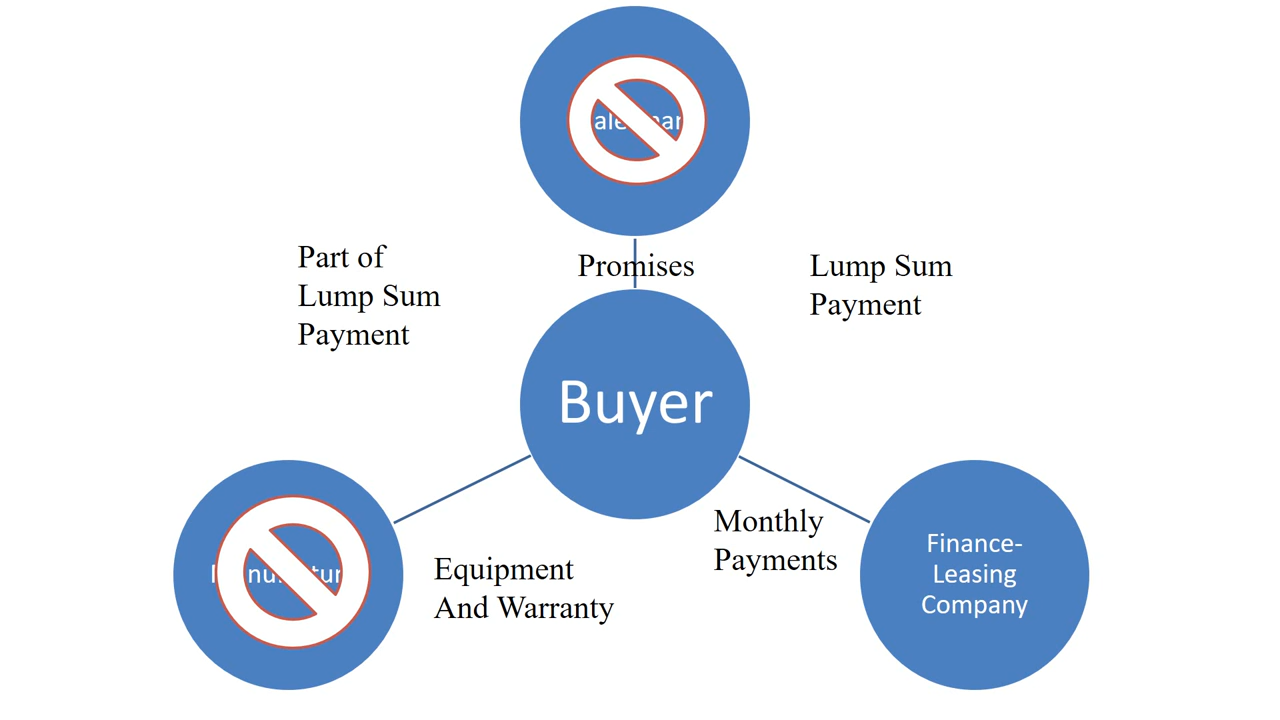 Part of
Lump Sum
Payment
Promises
Lump Sum
Payment
Buyer
Equipment
And Warranty
Monthly
Payments
Finance-
Leasing
Company